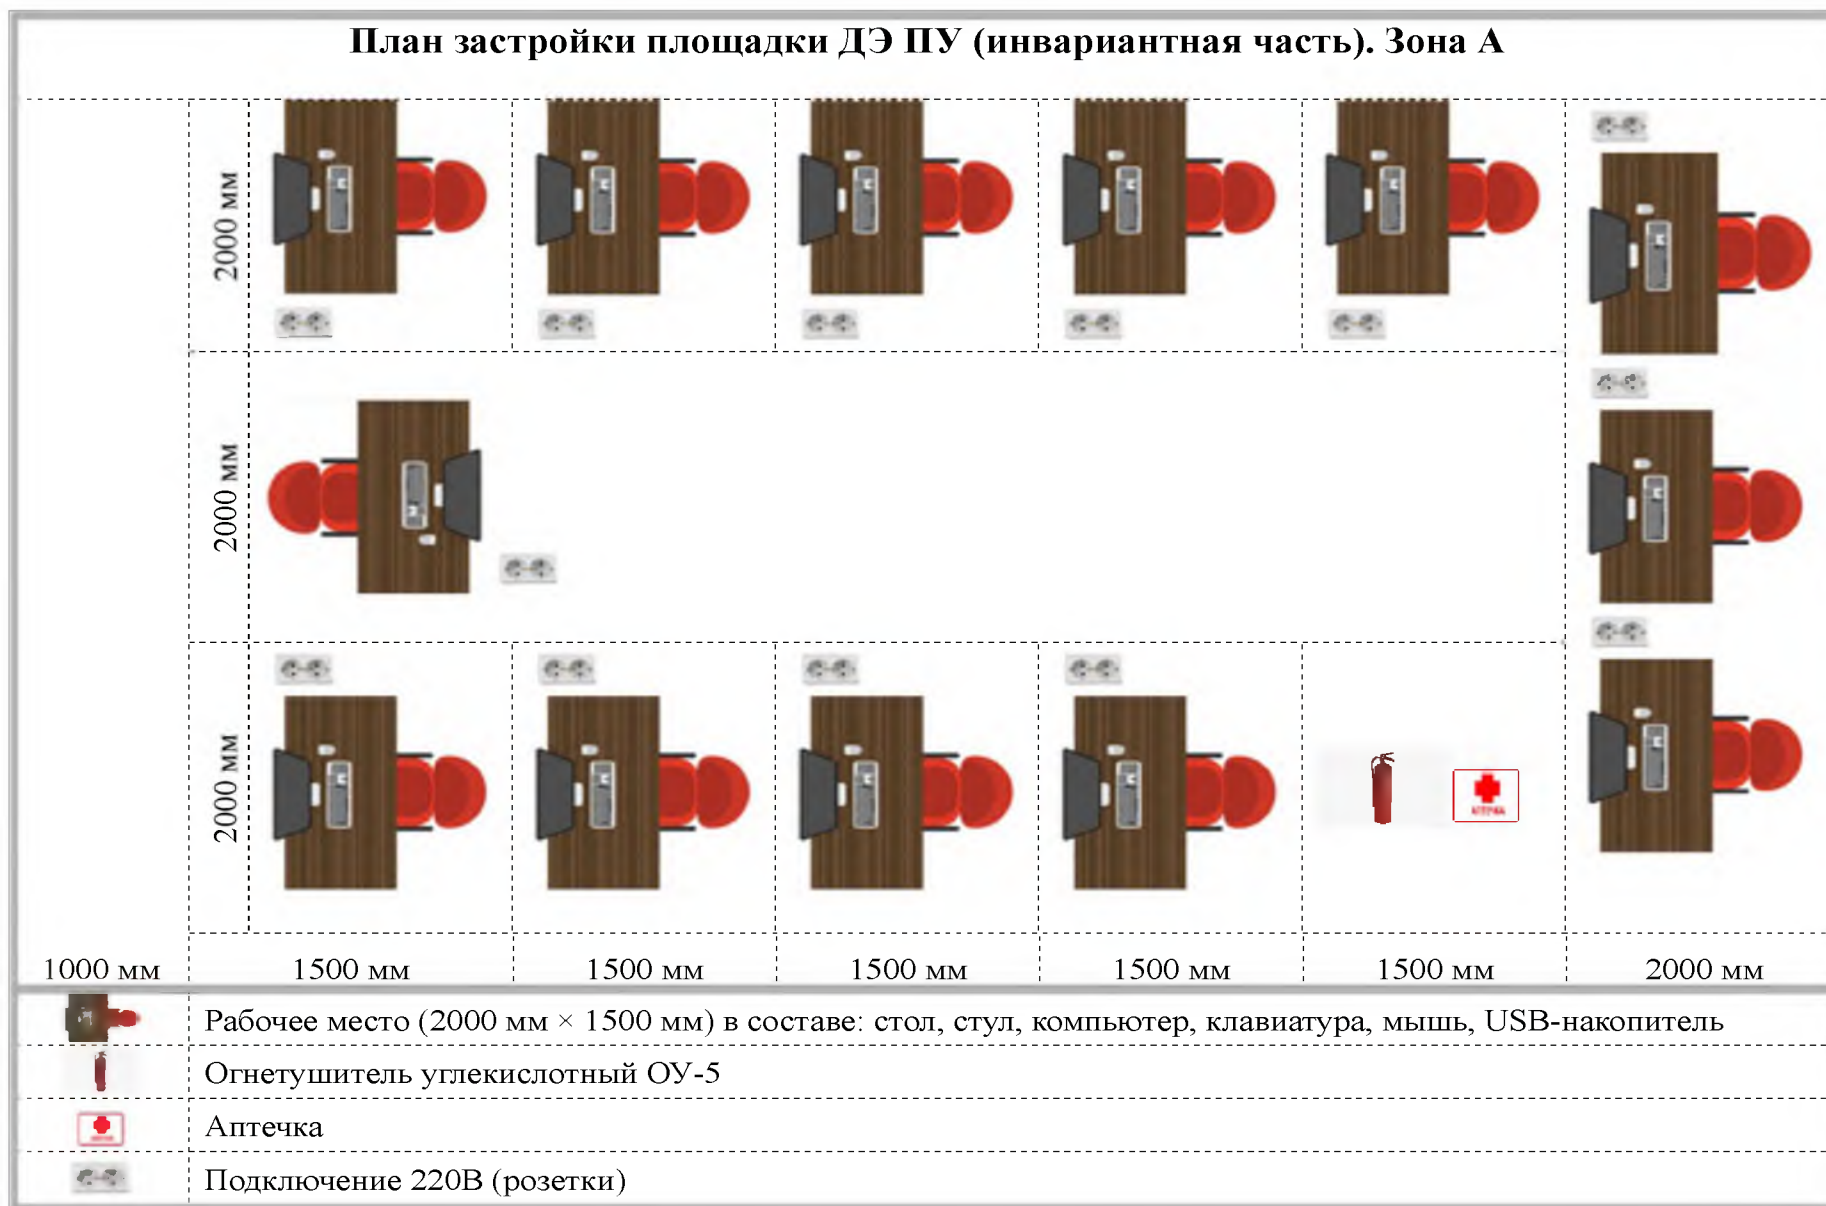 План застройки площадки ДЭ ПУ (инвариантная часть). Зона А
2000 мм
2000 мм
2000 мм
АПТЕЧКА
1000 мм 1500 мм 1500 мм 1500 мм 1500 мм 1500 мм 2000 мм
Рабочее место (2000 мм × 1500 мм) в составе: стол, стул, компьютер, клавиатура, мышь, USB-накопитель
Огнетушитель углекислотный ОУ-5
Аптечка
Подключение 220В (розетки)